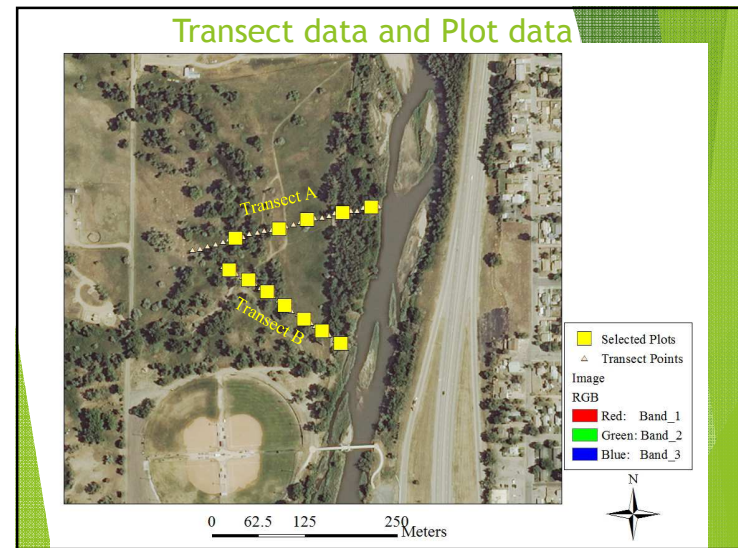 Transect data and Plot data
Transect A
Transect B
Selected Plots
Transect Points
Image
RGB
Red: Band_1
Green: Band_2
Blue: Band_3
N
0 62.5 125 250
Meters